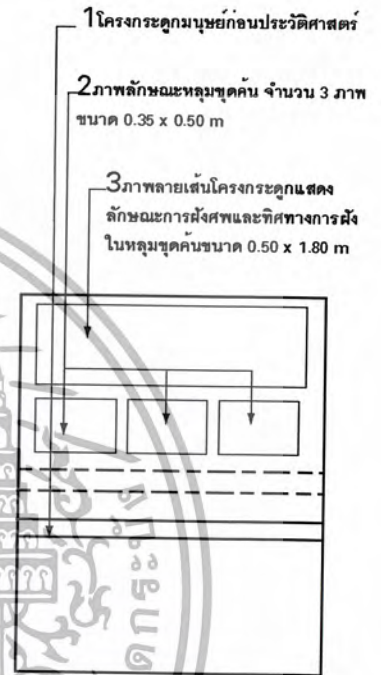 1โครงกระดูกมนุษย์ก่อนประวัติศาสตร์
2ภาพลักษณะหลุมขุดค้น จำนวน 3 ภาพ
ขนาด 0.35 x 0.50 m
3ภาพลายเส้นโครงกระดูกแสดง
ลักษณะการฝังศพและทิศทางการฝัง
ในหลุมขุดค้นขนาด 0.50 x 1.80 m